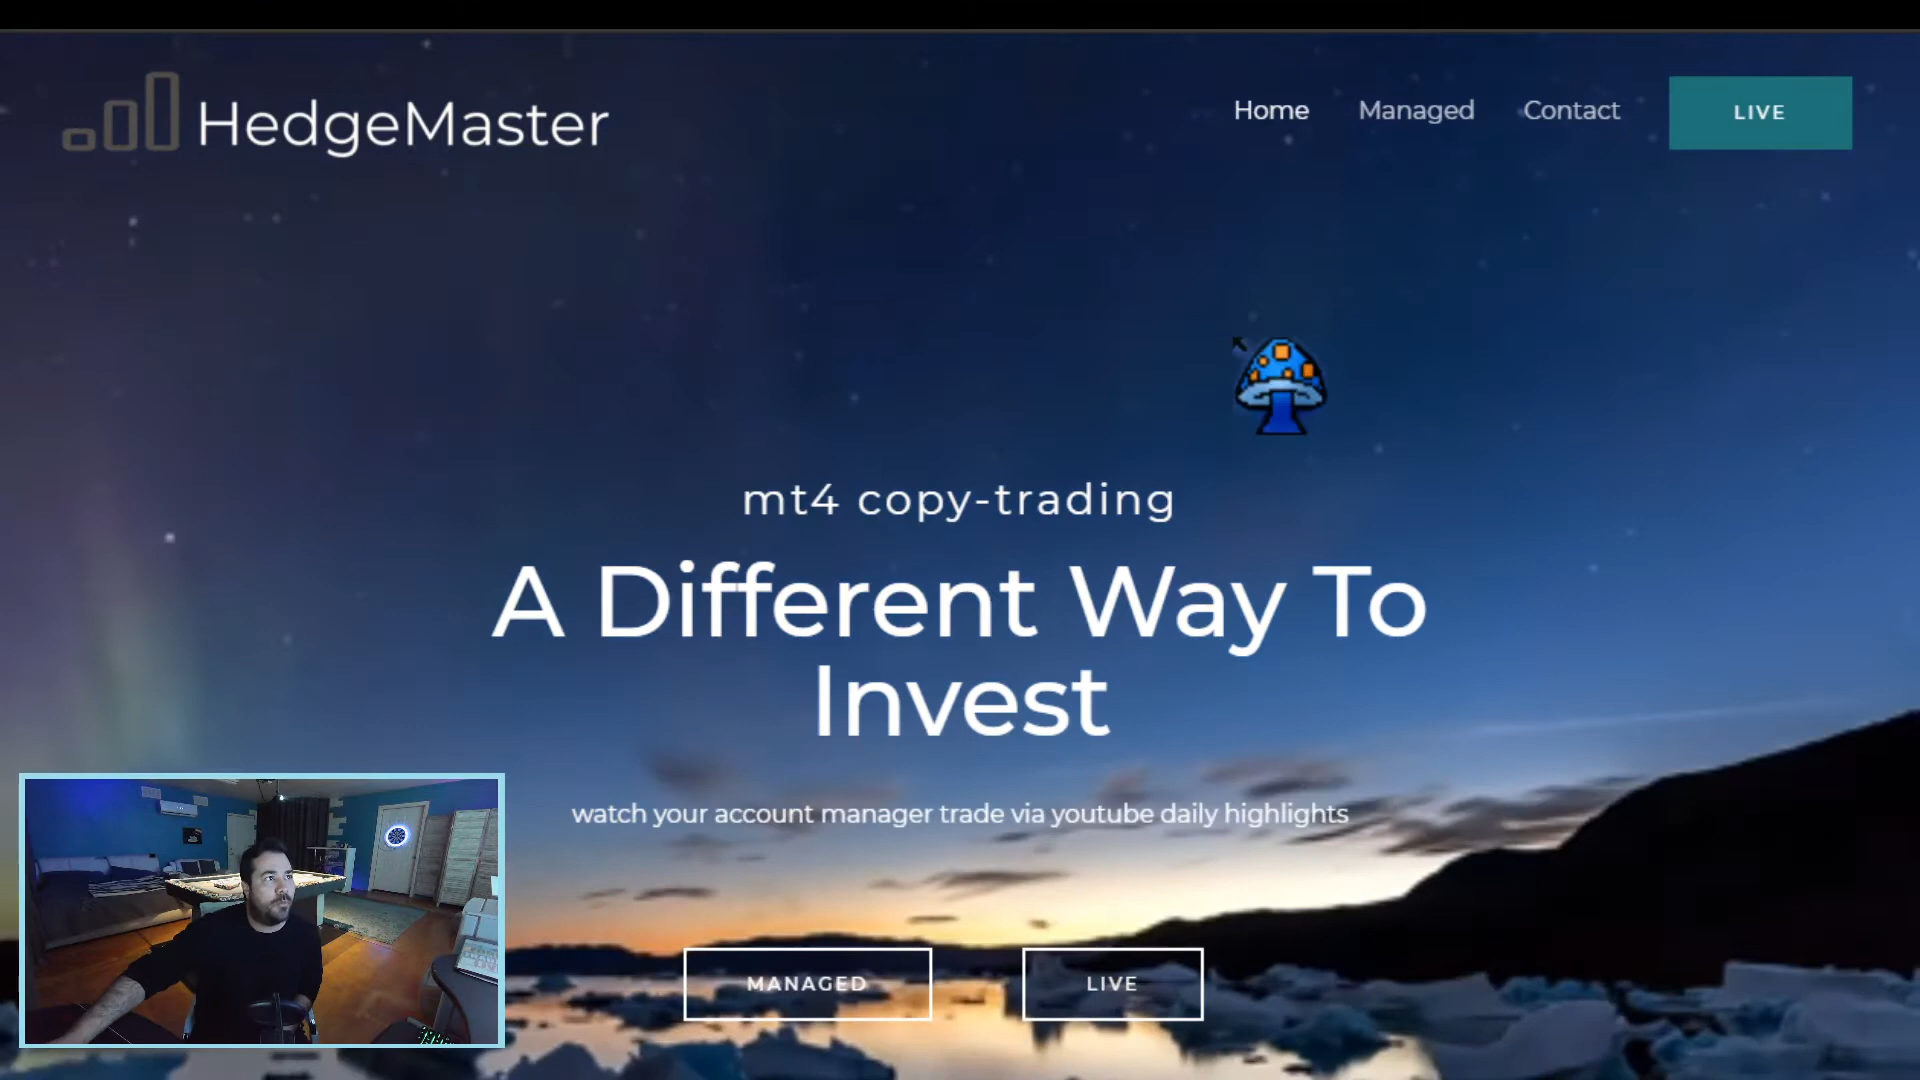 HedgeMaster
Home Managed Contact LIVE
mt4 copy-trading
A Different Way To
Invest
watch your account manager trade via youtube daily highlights
MANAGED LIVE